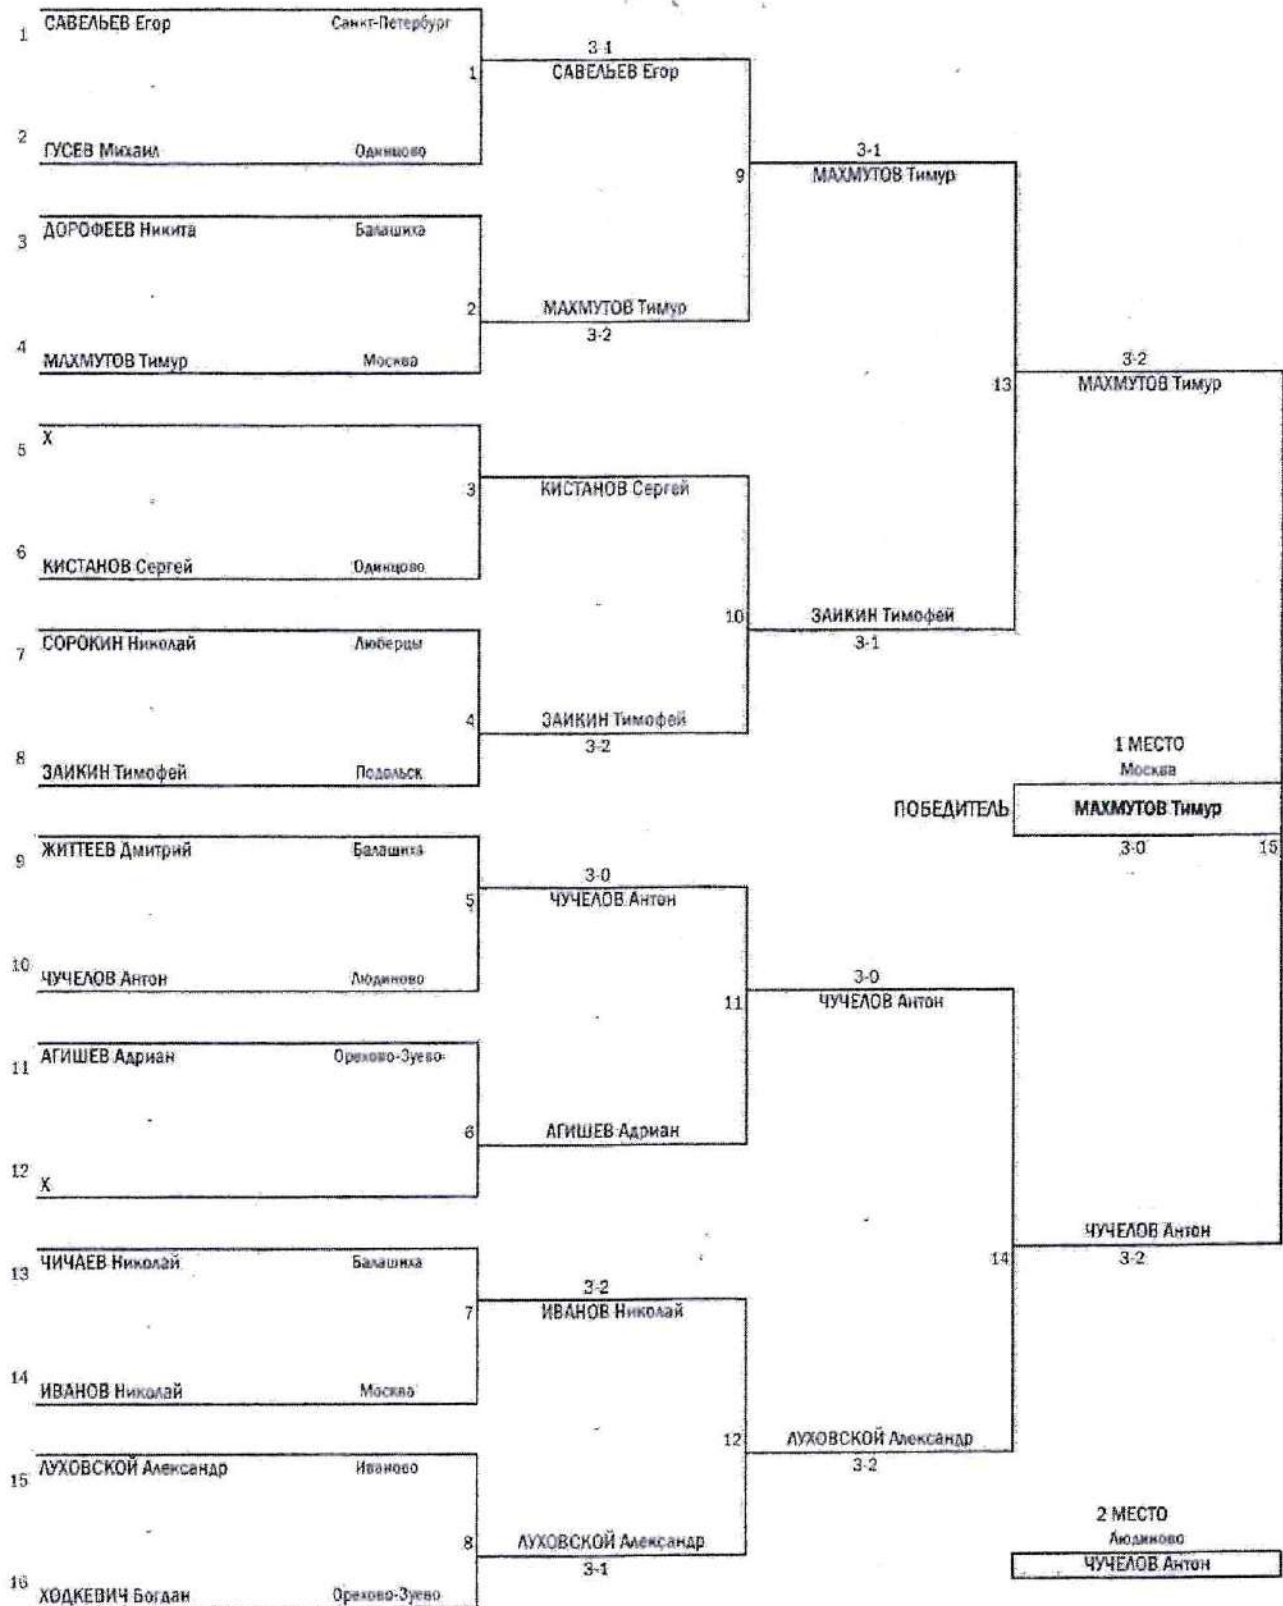 1 САВЕЛЬЕВ Егор Санкт-Петербург
3-1
1 САВЕЛЬЕВ Егор
2 ГУСЕВ Михаил Одинцово
3-1
9 МАХМУТОВ Тимур
3 ДОРОФЕЕВ Никита Балашиха
2 МАХМУТОВ Тимур
3-2
4 МАХМУТОВ Тимур Москва
3-2
13 МАХМУТОВ Тимур
5 X
3 КИСТАНОВ Сергей
6 КИСТАНОВ Сергей Одинцово
10 ЗАИКИН Тимофей
3-1
7 СОРОКИН Николай Люберцы
4 ЗАИКИН Тимофей
3-2
8 ЗАИКИН Тимофей Подольск
1 МЕСТО
Москва
ПОБЕДИТЕЛЬ МАХМУТОВ Тимур
3-0 15
9 ЖИТТЕЕВ Дмитрий Балашиха
3-0
5 ЧУЧЕЛОВ Антон
10 ЧУЧЕЛОВ Антон Людиново
3-0
11 ЧУЧЕЛОВ Антон
11 АГИШЕВ Адриан Орехово-Зуево
6 АГИШЕВ Адриан
12 X
14 ЧУЧЕЛОВ Антон
3-2
13 ЧИЧАЕВ Николай Балашиха
3-2
7 ИВАНОВ Николай
14 ИВАНОВ Николай Москва
12 ЛУХОВСКОЙ Александр
3-2
15 ЛУХОВСКОЙ Александр Иваново
8 ЛУХОВСКОЙ Александр
3-1
16 ХОДКЕВИЧ Богдан Орехово-Зуево
2 МЕСТО
Людиново
ЧУЧЕЛОВ Антон